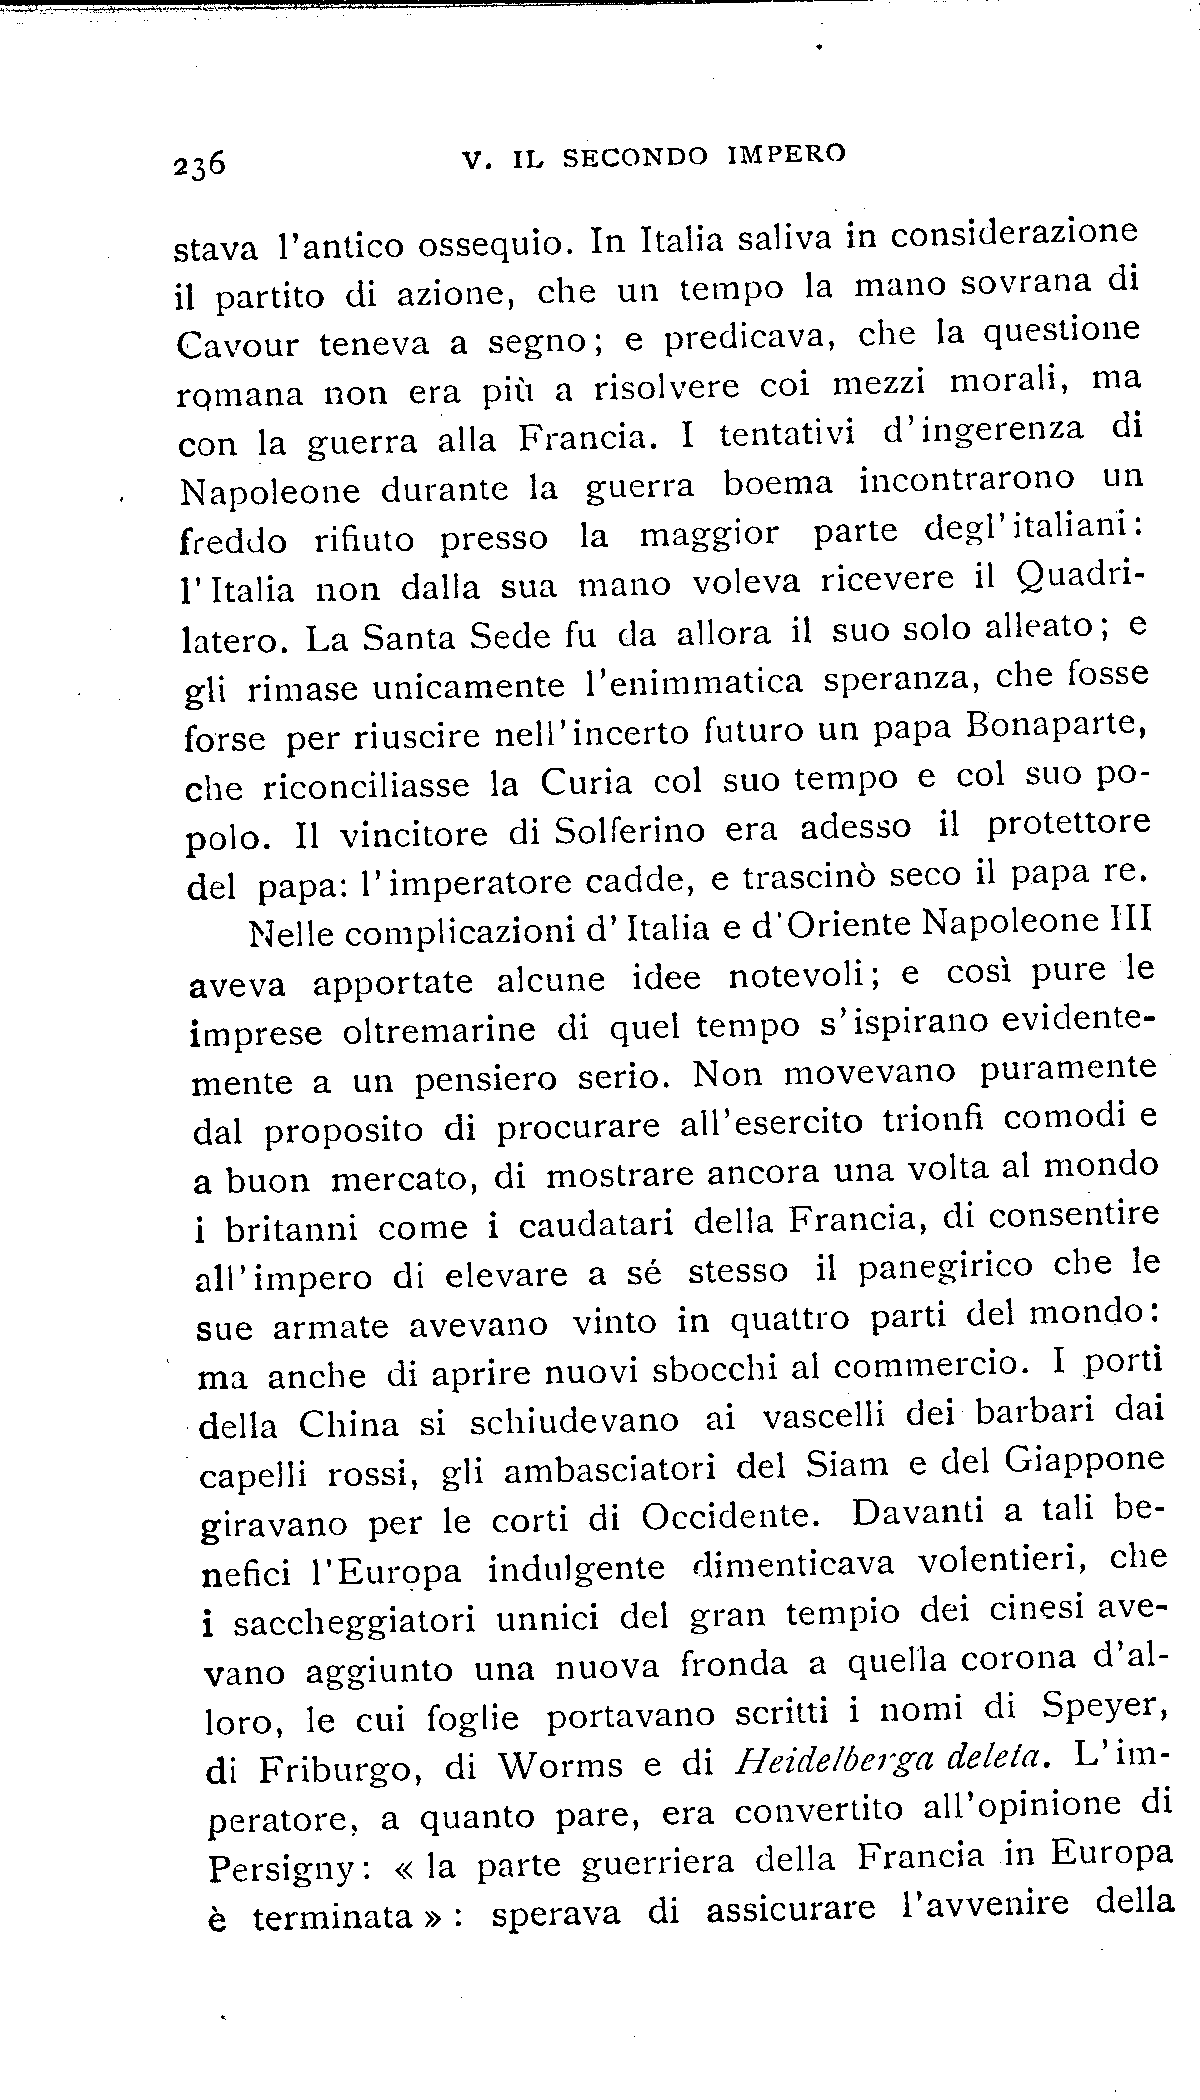 236 V. IL SECONDO IMPERO
stava l'antico ossequio. In Italia saliva in considerazione
il partito di azione, che un tempo la mano sovrana di
Cavour teneva a segno; e predicava, che la questione
romana non era più a risolvere coi mezzi morali, ma
con la guerra alla Francia. I tentativi d'ingerenza di
Napoleone durante la guerra boema incontrarono un
freddo rifiuto presso la maggior parte degl'italiani:
l'Italia non dalla sua mano voleva ricevere il Quadri-
latero. La Santa Sede fu da allora il suo solo alleato; e
gli rimase unicamente l'enimmatica speranza, che fosse
forse per riuscire nell'incerto futuro un papa Bonaparte,
che riconciliasse la Curia col suo tempo e col suo po-
polo. Il vincitore di Solferino era adesso il protettore
del papa: l'imperatore cadde, e trascinò seco il papa re.
Nelle complicazioni d'Italia e d'Oriente Napoleone III
aveva apportate alcune idee notevoli; e così pure le
imprese oltremarine di quel tempo s'ispirano evidente-
mente a un pensiero serio. Non movevano puramente
dal proposito di procurare all'esercito trionfi comodi e
a buon mercato, di mostrare ancora una volta al mondo
i britanni come i caudatari della Francia, di consentire
all'impero di elevare a sé stesso il panegirico che le
sue armate avevano vinto in quattro parti del mondo:
ma anche di aprire nuovi sbocchi al commercio. I porti
della China si schiudevano ai vascelli dei barbari dai
capelli rossi, gli ambasciatori del Siam e del Giappone
giravano per le corti di Occidente. Davanti a tali be-
nefici l'Europa indulgente dimenticava volentieri, che
i saccheggiatori unnici del gran tempio dei cinesi ave-
vano aggiunto una nuova fronda a quella corona d'al-
loro, le cui foglie portavano scritti i nomi di Speyer,
di Friburgo, di Worms e di Heidelberga deleta. L'im-
peratore, a quanto pare, era convertito all'opinione di
Persigny: « la parte guerriera della Francia in Europa
è terminata » : sperava di assicurare l'avvenire della